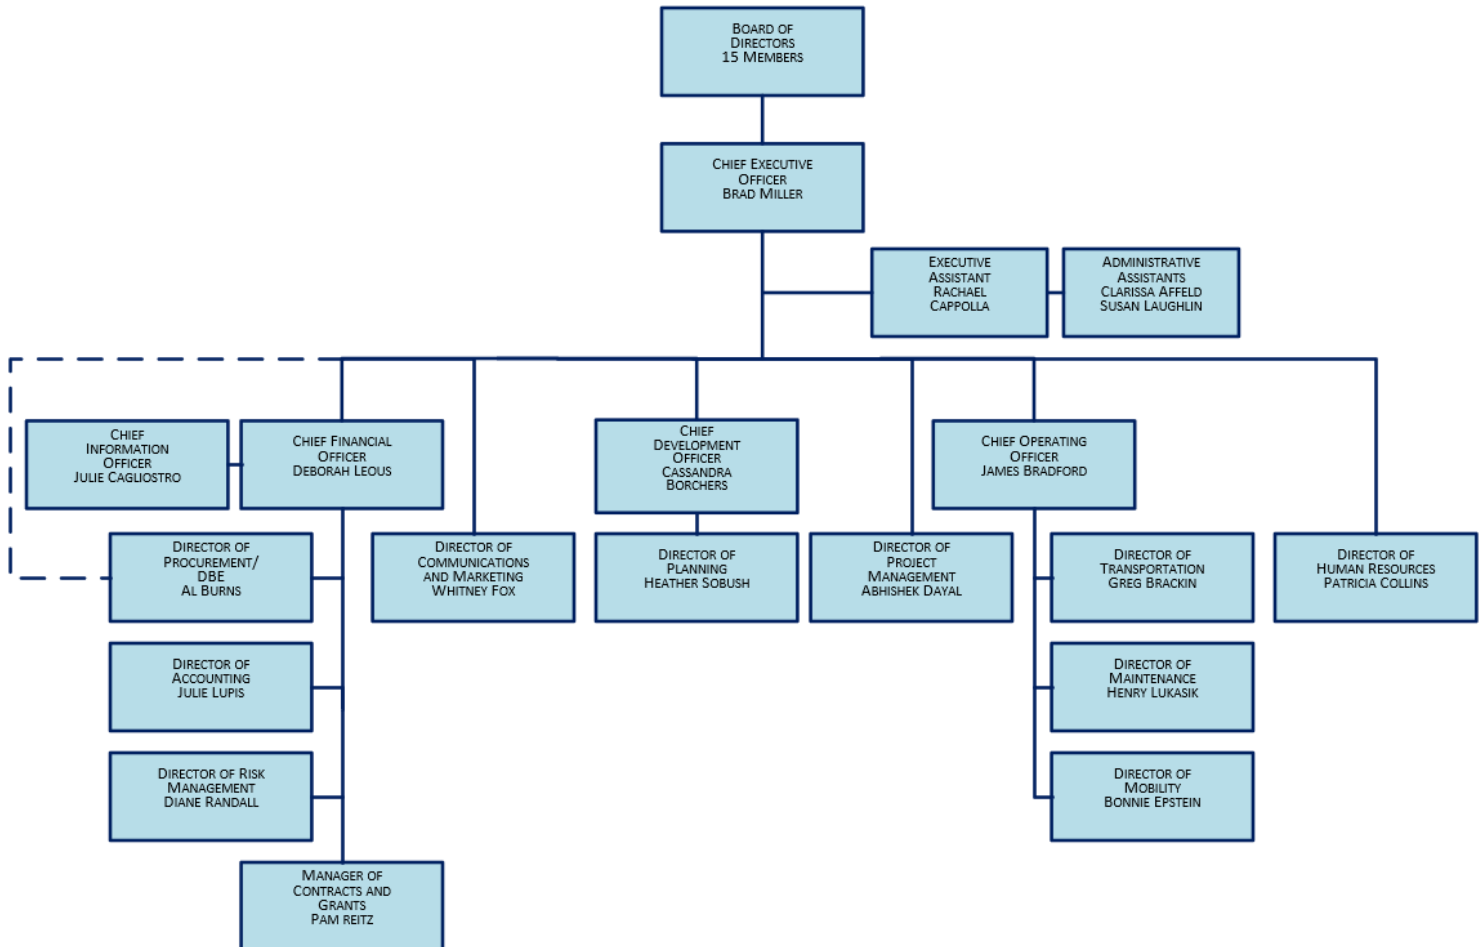 BOARD OF
DIRECTORS
15 MEMBERS
CHIEF EXECUTIVE
OFFICER
BRAD MILLER
EXECUTIVE
ASSISTANT
RACHAEL
CAPPOLLA
ADMINISTRATIVE
ASSISTANTS
CLARISSA AFFELD
SUSAN LAUGHLIN
CHIEF
INFORMATION
OFFICER
JULIE CAGLIOSTRO
CHIEF FINANCIAL
OFFICER
DEBORAH LEOUS
CHIEF
DEVELOPMENT
OFFICER
CASSANDRA
BORCHERS
CHIEF OPERATING
OFFICER
JAMES BRADFORD
DIRECTOR OF
PROCUREMENT/
DBE
AL BURNS
DIRECTOR OF
COMMUNICATIONS
AND MARKETING
WHITNEY FOX
DIRECTOR OF
PLANNING
HEATHER SOBUSH
DIRECTOR OF
PROJECT
MANAGEMENT
ABHISHEK DAYAL
DIRECTOR OF
TRANSPORTATION
GREG BRACKIN
DIRECTOR OF
HUMAN RESOURCES
PATRICIA COLLINS
DIRECTOR OF
ACCOUNTING
JULIE LUPIS
DIRECTOR OF
MAINTENANCE
HENRY LUKASIK
DIRECTOR OF RISK
MANAGEMENT
DIANE RANDALL
DIRECTOR OF
MOBILITY
BONNIE EPSTEIN
MANAGER OF
CONTRACTS AND
GRANTS
PAM REITZ